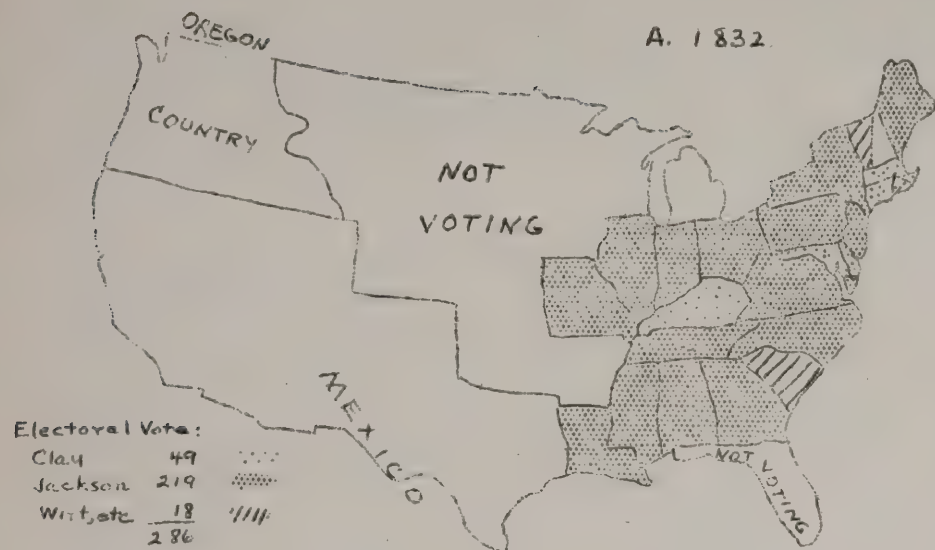 A. 1832.
OREGON
COUNTRY
NOT
VOTING
MEXICO
NOT VOTING
Electoral Vote:
Clay 49
Jackson 219
Wirt, etc 18
286